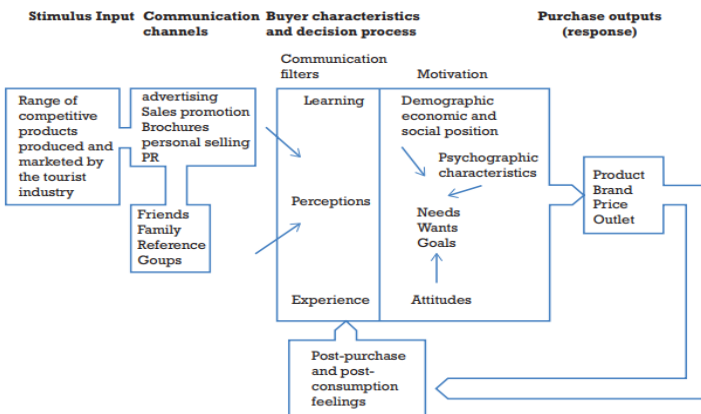 Stimulus Input
Communication
channels
Buyer characteristics
and decision process
Purchase outputs
(response)
Range of
competitive
products
produced and
marketed by
the tourist
industry
advertising
Sales promotion
Brochures
personal selling
PR
Friends
Family
Reference
Goups
Communication
filters
Learning
Perceptions
Experience
Motivation
Demographic
economic and
social position
Psychographic
characteristics
Needs
Wants
Goals
Attitudes
Product
Brand
Price
Outlet
Post-purchase
and post-
consumption
feelings